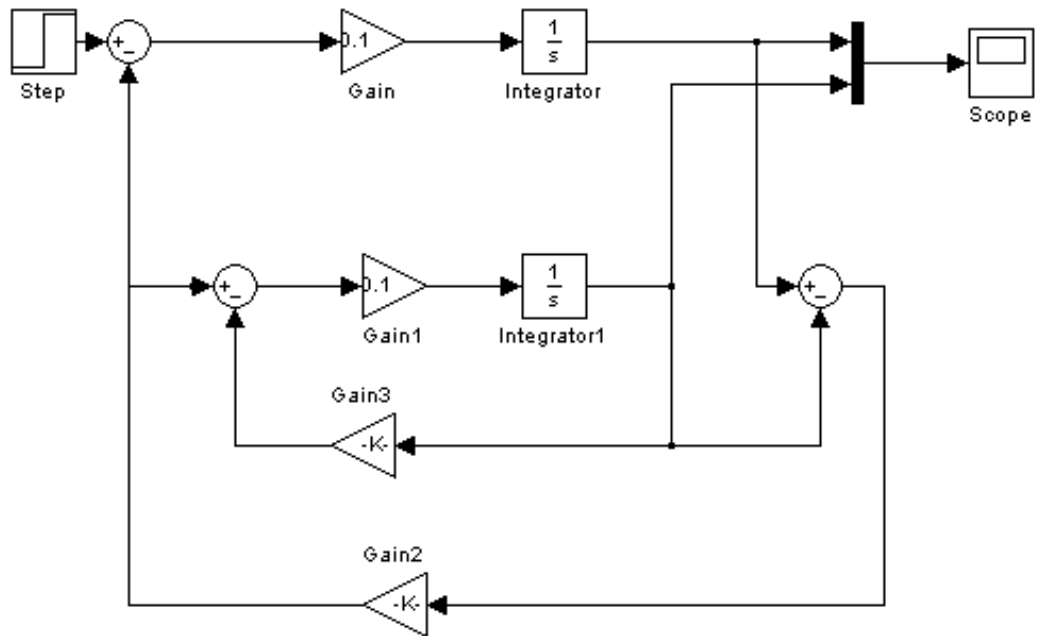 +
−
0.1
1
s
Step
Gain
Integrator
Scope
+
−
0.1
1
s
+
−
Gain1
Integrator1
Gain3
-K-
Gain2
-K-